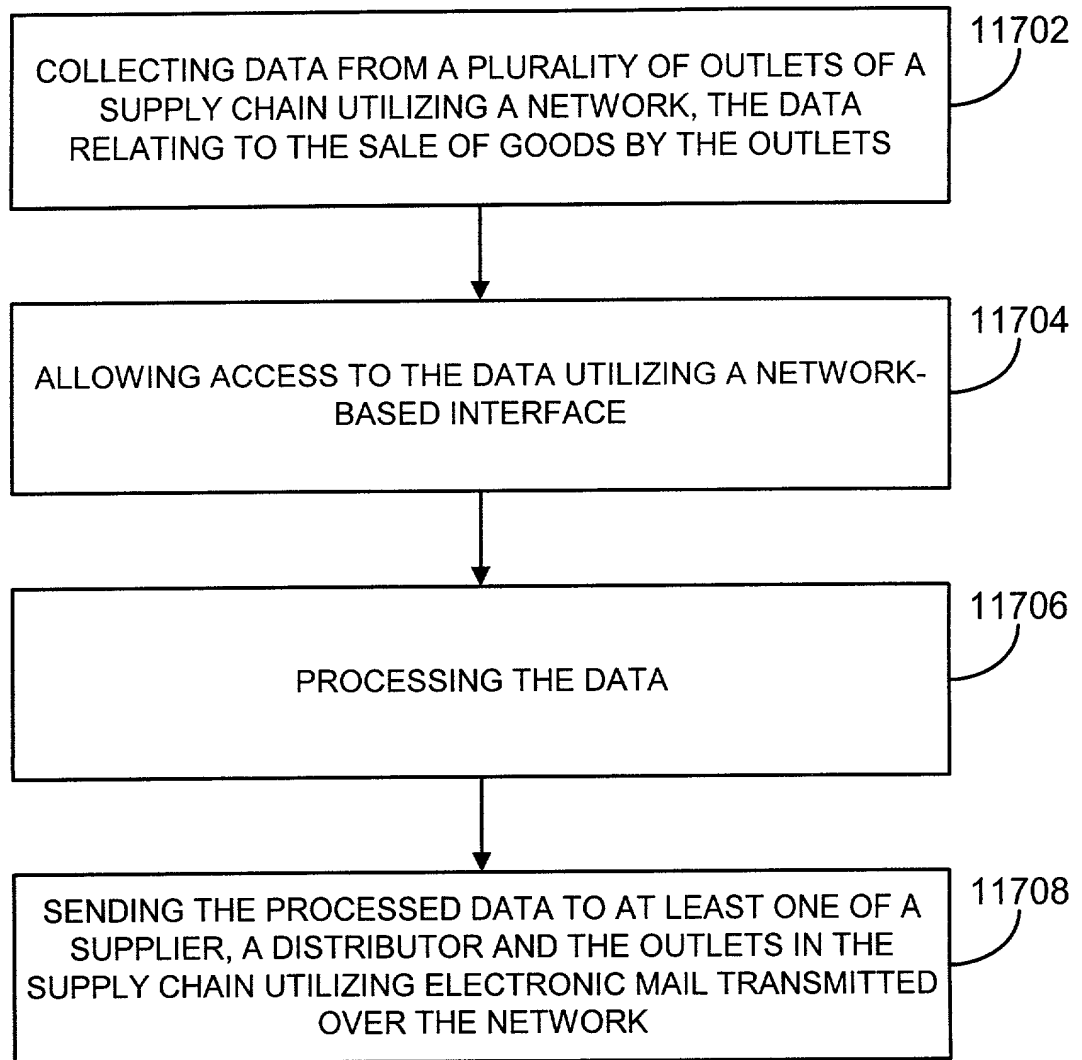 11702
COLLECTING DATA FROM A PLURALITY OF OUTLETS OF A
SUPPLY CHAIN UTILIZING A NETWORK, THE DATA
RELATING TO THE SALE OF GOODS BY THE OUTLETS
11704
ALLOWING ACCESS TO THE DATA UTILIZING A NETWORK-
BASED INTERFACE
11706
PROCESSING THE DATA
11708
SENDING THE PROCESSED DATA TO AT LEAST ONE OF A
SUPPLIER, A DISTRIBUTOR AND THE OUTLETS IN THE
SUPPLY CHAIN UTILIZING ELECTRONIC MAIL TRANSMITTED
OVER THE NETWORK